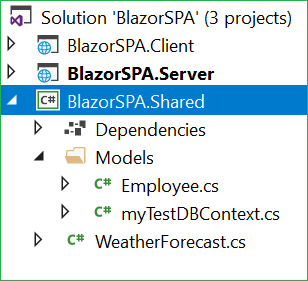 Solution 'BlazorSPA' (3 projects)
BlazorSPA.Client
BlazorSPA.Server
C# BlazorSPA.Shared
Dependencies
Models
C# Employee.cs
C# myTestDBContext.cs
C# WeatherForecast.cs